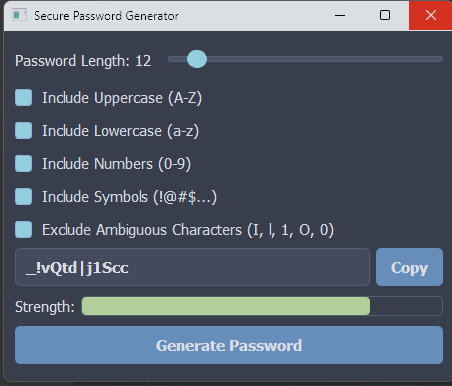 Secure Password Generator
Password Length: 12
Include Uppercase (A-Z)
Include Lowercase (a-z)
Include Numbers (0-9)
Include Symbols (!@#$...)
Exclude Ambiguous Characters (I, l, 1, O, 0)
_!vQtd|j1Scc Copy
Strength:
Generate Password